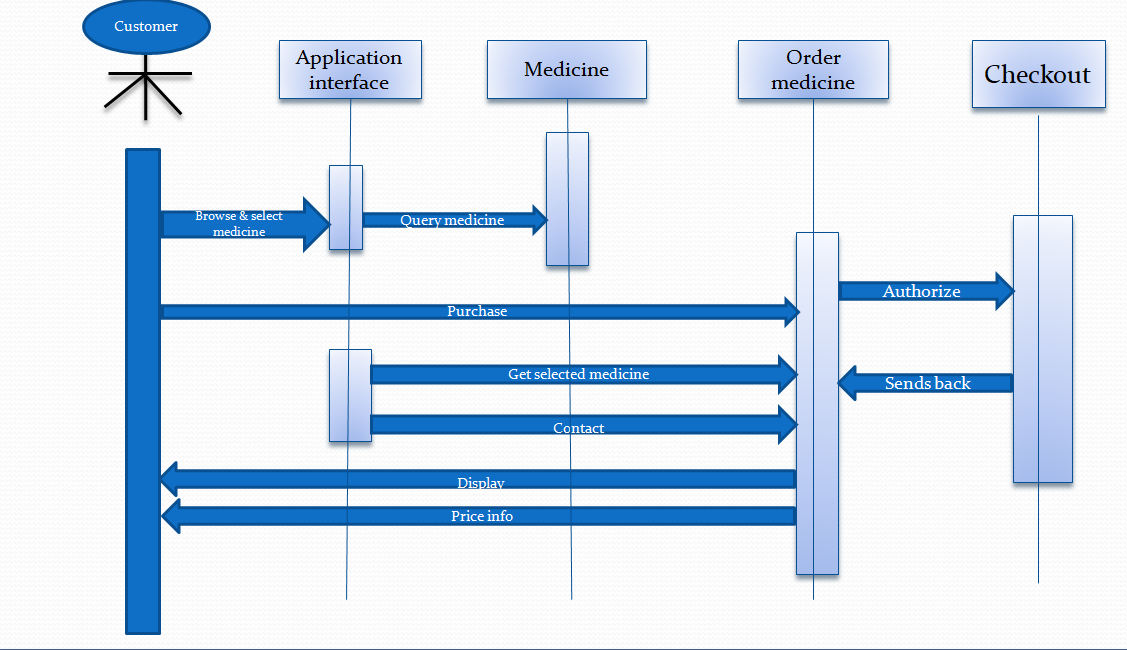 Customer
Application
interface
Medicine
Order
medicine
Checkout
Browse & select
medicine
Query medicine
Authorize
Purchase
Get selected medicine
Sends back
Contact
Display
Price info